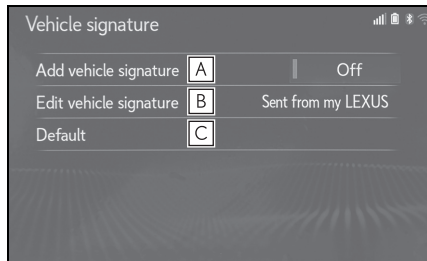 Vehicle signature
Add vehicle signature A Off
Edit vehicle signature B Sent from my LEXUS
Default C